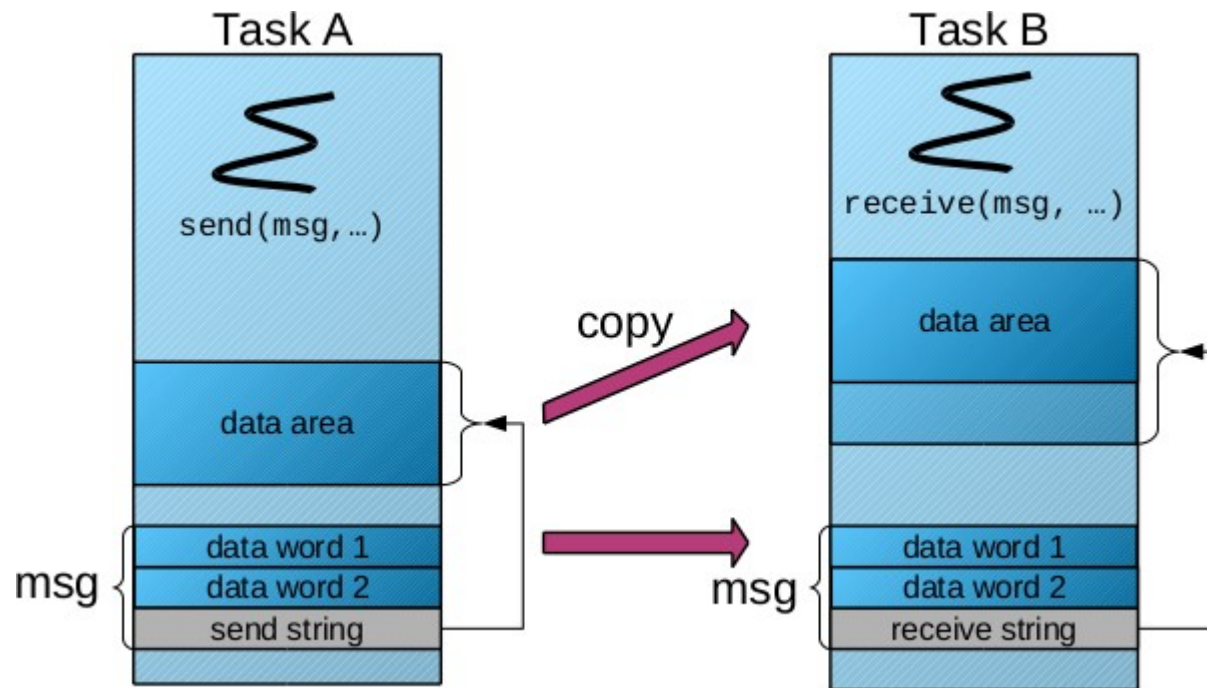 Task A
Task B
send(msg,…)
receive(msg, …)
copy
data area
data area
msg
data word 1
data word 2
send string
msg
data word 1
data word 2
receive string